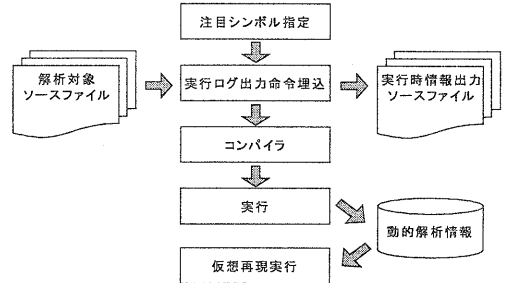 注目シンボル指定
解析対象
ソースファイル
実行ログ出力命令埋込
実行時情報出力
ソースファイル
コンパイラ
実行
動的解析情報
仮想再現実行